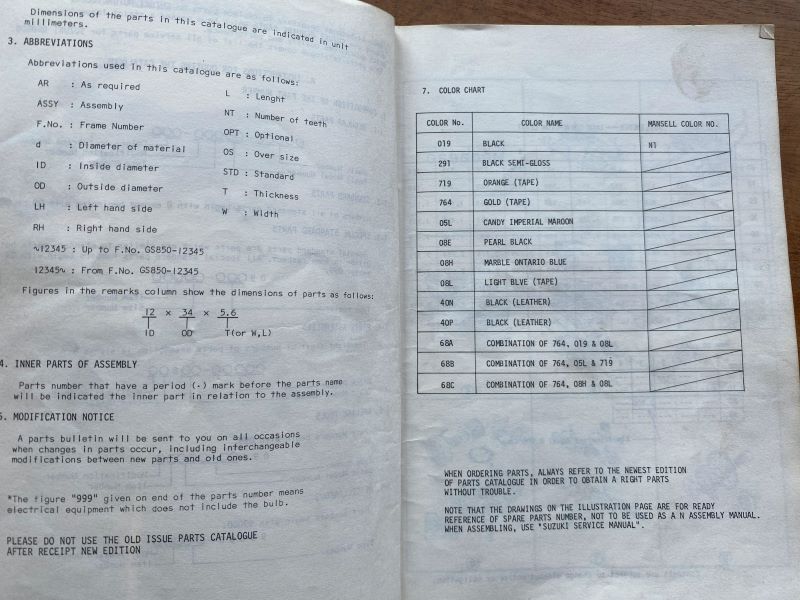 Dimensions of the parts in this catalogue are indicated in unit
millimeters.
3. ABBREVIATIONS
Abbreviations used in this catalogue are as follows:
AR : As required
ASSY : Assembly
F.No. : Frame Number
d : Diameter of material
ID : Inside diameter
OD : Outside diameter
LH : Left hand side
RH : Right hand side
∿12345 : Up to F.No. GS850-12345
12345∿ : From F.No. GS850-12345
L : Lenght
NT : Number of teeth
OPT : Optional
OS : Over size
STD : Standard
T : Thickness
W : Width
Figures in the remarks column show the dimensions of parts as follows:
12 × 34 × 5.6
ID OD T(or W,L)
4. INNER PARTS OF ASSEMBLY
Parts number that have a period (.) mark before the parts name
will be indicated the inner part in relation to the assembly.
5. MODIFICATION NOTICE
A parts bulletin will be sent to you on all occasions
when changes in parts occur, including interchangeable
modifications between new parts and old ones.
*The figure "999" given on end of the parts number means
electrical equipment which does not include the bulb.
PLEASE DO NOT USE THE OLD ISSUE PARTS CATALOGUE
AFTER RECEIPT NEW EDITION
7. COLOR CHART
COLOR No. COLOR NAME MANSELL COLOR NO.
019 BLACK N1
291 BLACK SEMI-GLOSS
719 ORANGE (TAPE)
764 GOLD (TAPE)
05L CANDY IMPERIAL MAROON
08E PEARL BLACK
08H MARBLE ONTARIO BLUE
08L LIGHT BLVE (TAPE)
40N BLACK (LEATHER)
40P BLACK (LEATHER)
68A COMBINATION OF 764, 019 & 08L
68B COMBINATION OF 764, 05L & 719
68C COMBINATION OF 764, 08H & 08L
WHEN ORDERING PARTS, ALWAYS REFER TO THE NEWEST EDITION
OF PARTS CATALOGUE IN ORDER TO OBTAIN A RIGHT PARTS
WITHOUT TROUBLE.
NOTE THAT THE DRAWINGS ON THE ILLUSTRATION PAGE ARE FOR READY
REFERENCE OF SPARE PARTS NUMBER, NOT TO BE USED AS A N ASSEMBLY MANUAL.
WHEN ASSEMBLING, USE "SUZUKI SERVICE MANUAL".